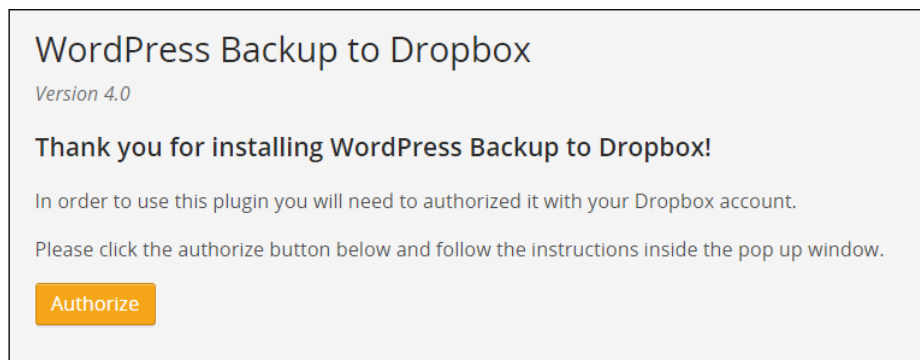 WordPress Backup to Dropbox
Version 4.0
Thank you for installing WordPress Backup to Dropbox!
In order to use this plugin you will need to authorized it with your Dropbox account.
Please click the authorize button below and follow the instructions inside the pop up window.
Authorize